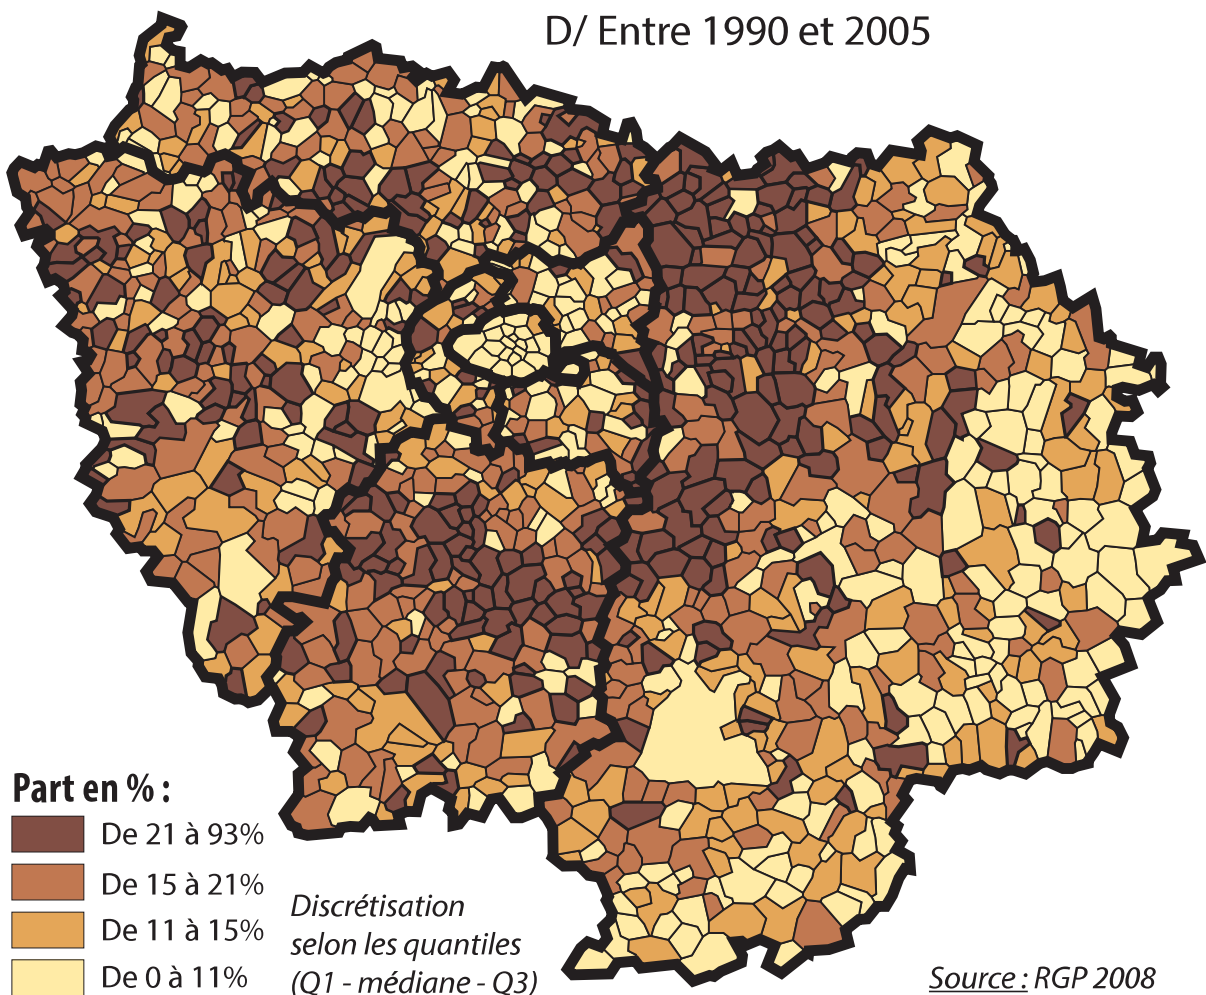 D/ Entre 1990 et 2005
Part en % :
De 21 à 93%
De 15 à 21%
De 11 à 15%
De 0 à 11%
Discrétisation
selon les quantiles
(Q1 - médiane - Q3)
Source : RGP 2008